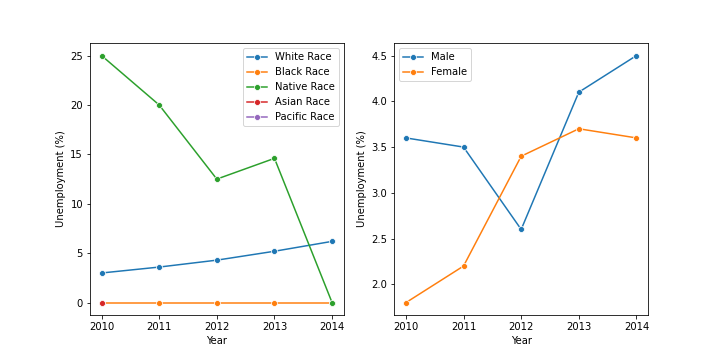 25
20
15
10
5
0
Unemployment (%)
White Race
Black Race
Native Race
Asian Race
Pacific Race
2010 2011 2012 2013 2014
Year
4.5
4.0
3.5
3.0
2.5
2.0
Unemployment (%)
Male
Female
2010 2011 2012 2013 2014
Year